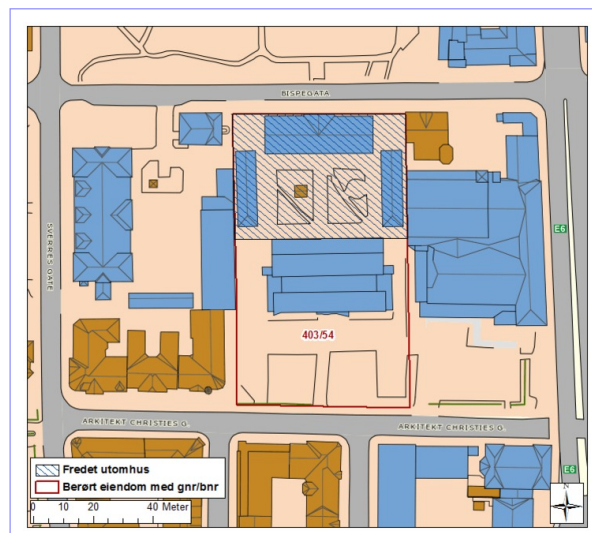 BISPEGATA
E6
SVERRES GATE
403/54
ARKITEKT CHRISTIES G.
ARKITEKT CHRISTIES G.
Fredet utomhus
Berørt eiendom med gnr/bnr
E6
0 10 20 40 Meter
N